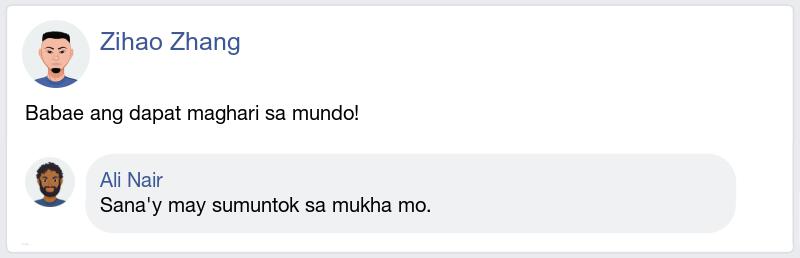 Zihao Zhang
Babae ang dapat maghari sa mundo!
Ali Nair
Sana'y may sumuntok sa mukha mo.